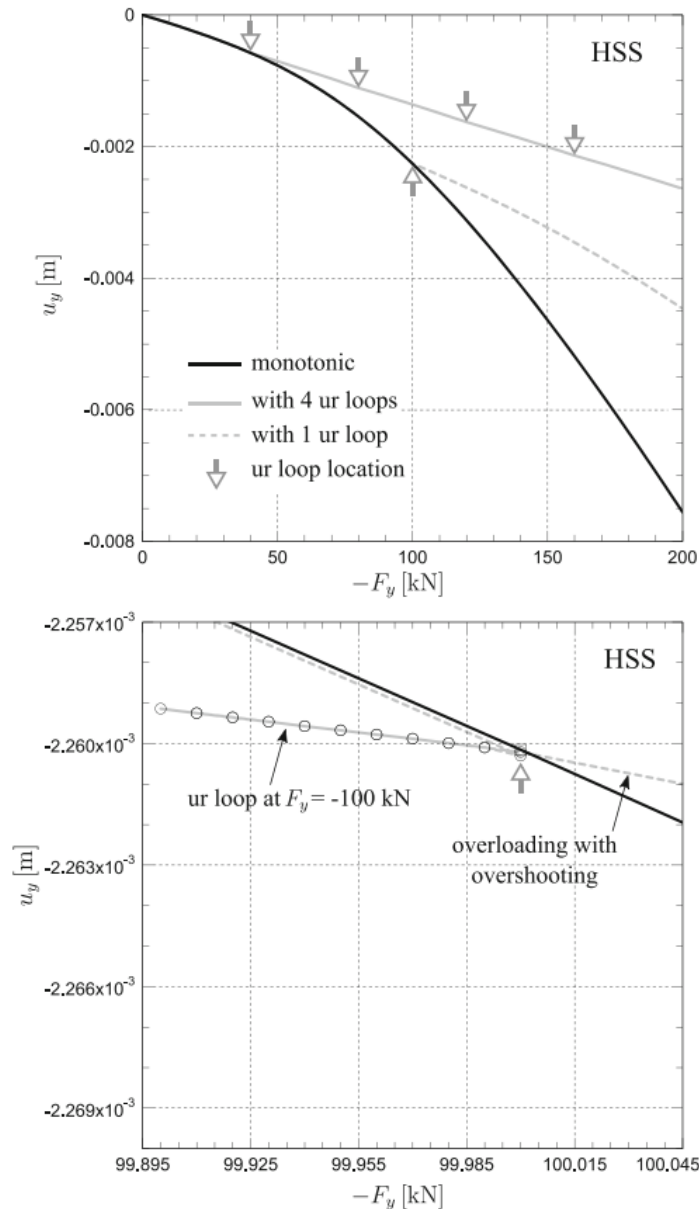 HSS
0
-0.002
-0.004
-0.006
-0.008
u_y [m]
monotonic
with 4 ur loops
with 1 ur loop
ur loop location
0
50
100
150
200
−F_y [kN]
HSS
-2.257x10⁻³
-2.260x10⁻³
-2.263x10⁻³
-2.266x10⁻³
-2.269x10⁻³
u_y [m]
ur loop at F_y = -100 kN
overloading with
overshooting
99.895
99.925
99.955
99.985
100.015
100.045
−F_y [kN]